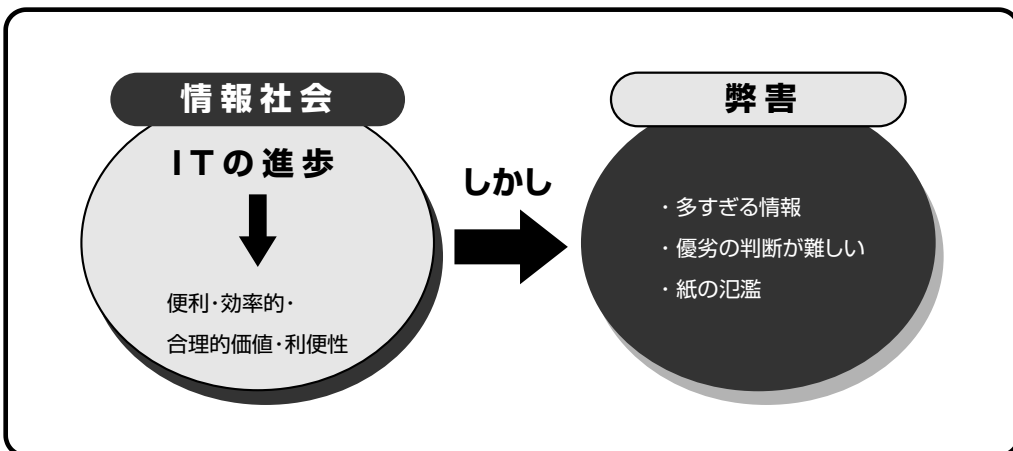 情報社会
ITの進歩
便利・効率的・
合理的価値・利便性
しかし
弊害
・多すぎる情報
・優劣の判断が難しい
・紙の氾濫